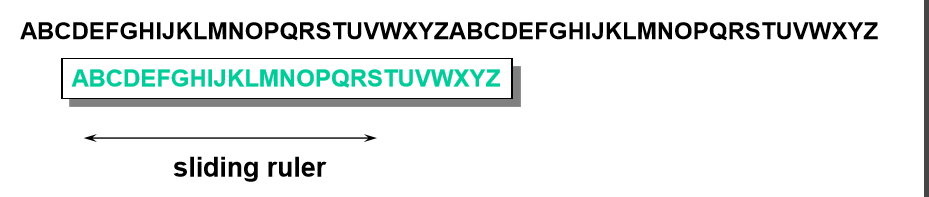 ABCDEFGHIJKLMNOPQRSTUVWXYZABCDEFGHIJKLMNOPQRSTUVWXYZ
ABCDEFGHIJKLMNOPQRSTUVWXYZ
sliding ruler